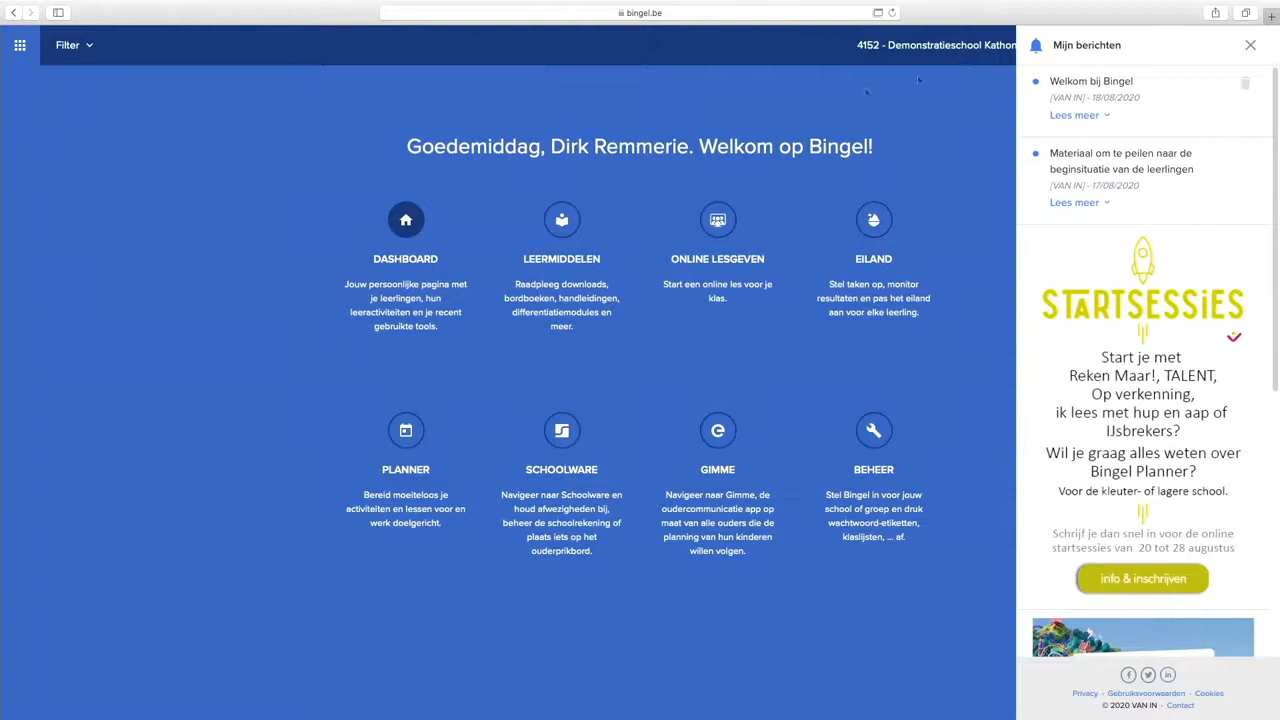 bingel.be
Filter
4152 - Demonstratieschool Kathon
Mijn berichten
Welkom bij Bingel
[VAN IN] - 18/08/2020
Lees meer
Materiaal om te peilen naar de
beginsituatie van de leerlingen
[VAN IN] - 17/08/2020
Lees meer
Goedemiddag, Dirk Remmerie. Welkom op Bingel!
DASHBOARD
Jouw persoonlijke pagina met
je leerlingen, hun
leeractiviteiten en je recent
gebruikte tools.
LEERMIDDELEN
Raadpleeg downloads,
bordboeken, handleidingen,
differentiatiemodules en
meer.
ONLINE LESGEVEN
Start een online les voor je
klas.
EILAND
Stel taken op, monitor
resultaten en pas het eiland
aan voor elke leerling.
PLANNER
Bereid moeiteloos je
activiteiten en lessen voor en
werk doelgericht.
SCHOOLWARE
Navigeer naar Schoolware en
houd afwezigheden bij,
beheer de schoolrekening of
plaats iets op het
ouderprikbord.
GIMME
Navigeer naar Gimme, de
oudercommunicatie app op
maat van alle ouders die de
planning van hun kinderen
willen volgen.
BEHEER
Stel Bingel in voor jouw
school of groep en druk
wachtwoord-etiketten,
klaslijsten, ... af.
STARTSESSIES
Start je met
Reken Maar!, TALENT,
Op verkenning,
ik lees met hup en aap of
IJsbrekers?
Wil je graag alles weten over
Bingel Planner?
Voor de kleuter- of lagere school.
Schrijf je dan snel in voor de online
startsessies van 20 tot 28 augustus
info & inschrijven
Privacy - Gebruiksvoorwaarden - Cookies
© 2020 VAN IN - Contact